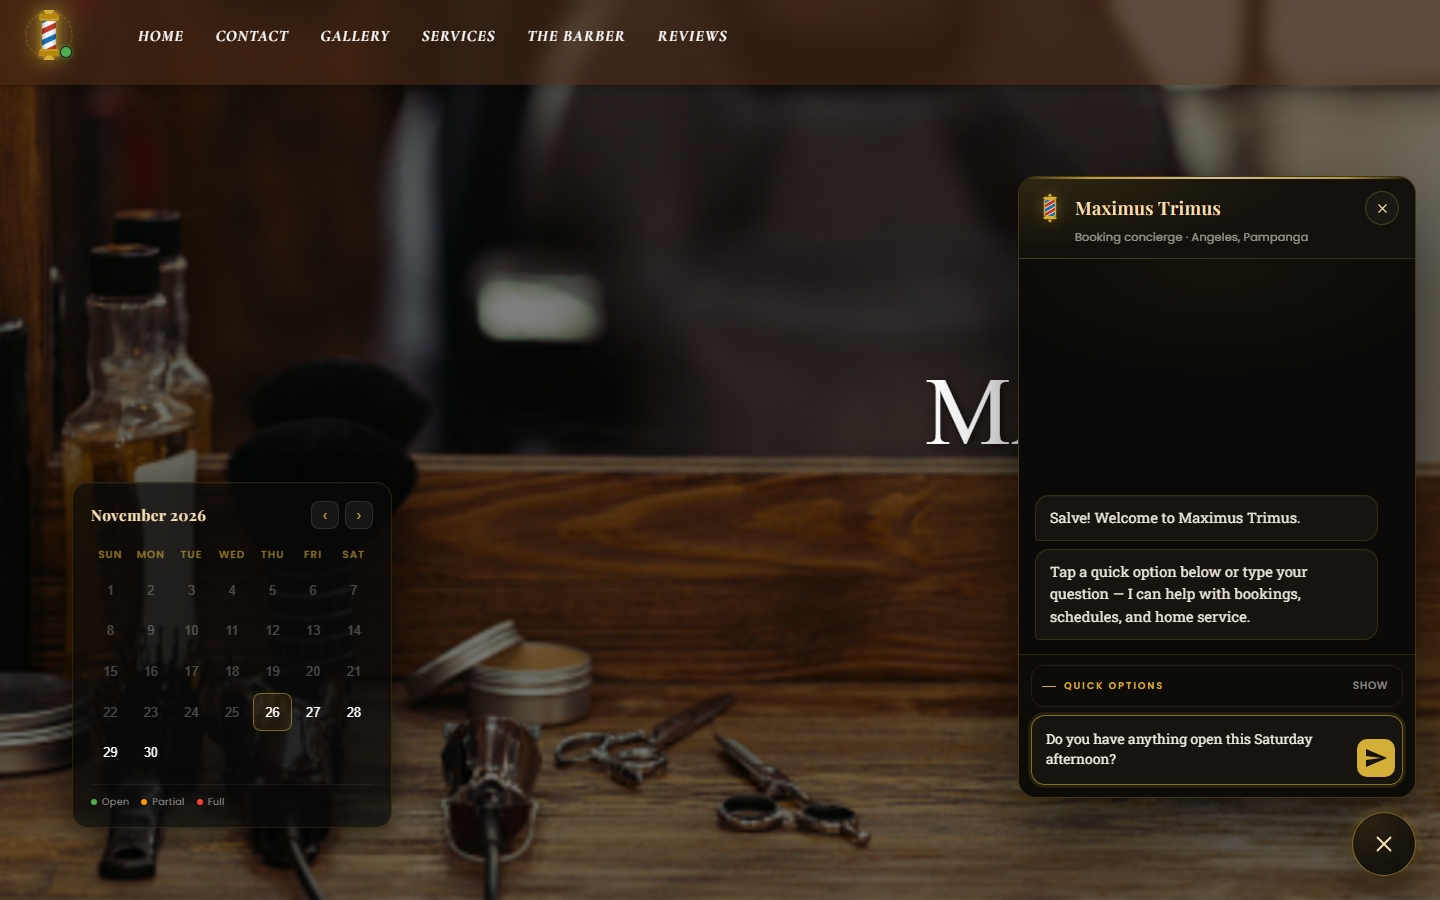 HOME CONTACT GALLERY SERVICES THE BARBER REVIEWS
M
November 2026
‹ ›
SUN MON TUE WED THU FRI SAT
1 2 3 4 5 6 7
8 9 10 11 12 13 14
15 16 17 18 19 20 21
22 23 24 25 26 27 28
29 30
Open Partial Full
Maximus Trimus
Booking concierge · Angeles, Pampanga
Salve! Welcome to Maximus Trimus.
Tap a quick option below or type your
question — I can help with bookings,
schedules, and home service.
QUICK OPTIONS SHOW
Do you have anything open this Saturday
afternoon?